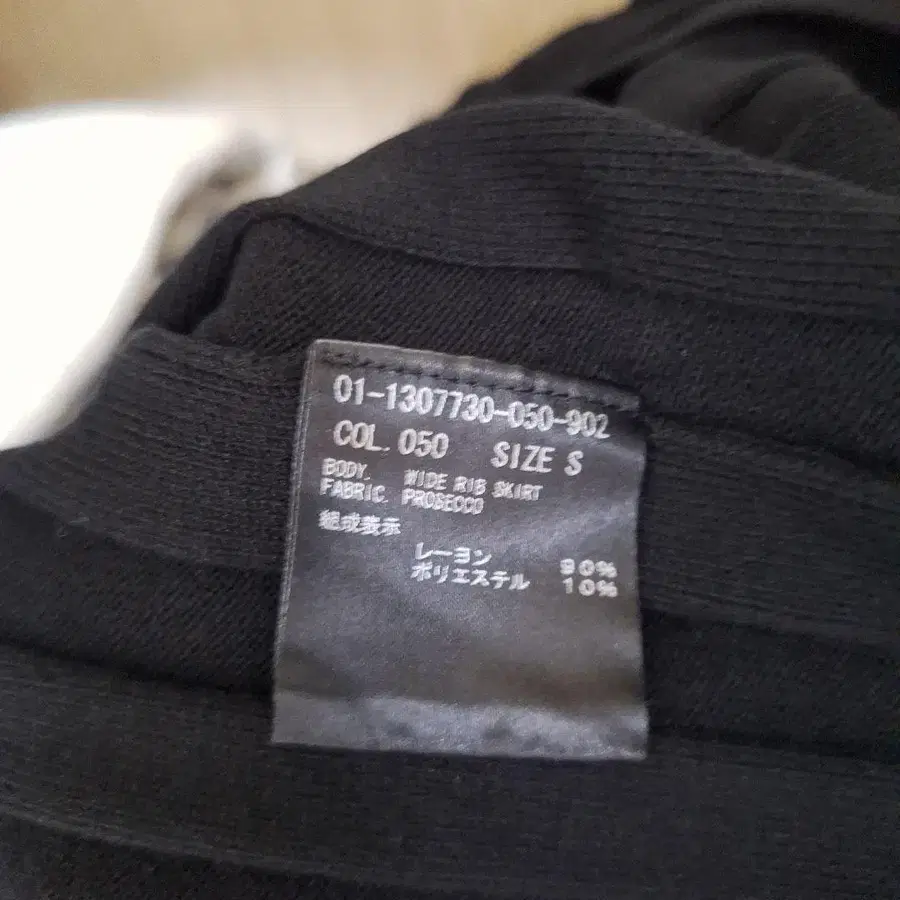 01-1307730-050-902
COL. 050 SIZE S
BODY. WIDE RIB SKIRT
FABRIC. PROSECCO
組成表示
レーヨン 90%
ポリエステル 10%